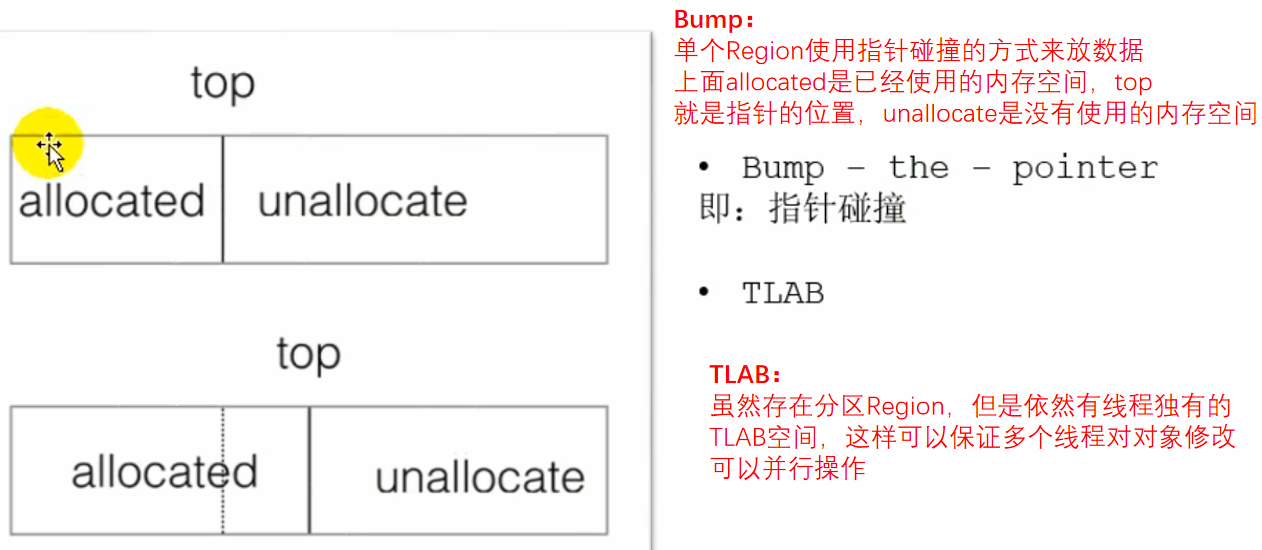 top
allocated unallocate
top
allocated unallocate
Bump：
单个Region使用指针碰撞的方式来放数据
上面allocated是已经使用的内存空间，top
就是指针的位置，unallocate是没有使用的内存空间
• Bump – the – pointer
即：指针碰撞
• TLAB
TLAB：
虽然存在分区Region，但是依然有线程独有的
TLAB空间，这样可以保证多个线程对对象修改
可以并行操作